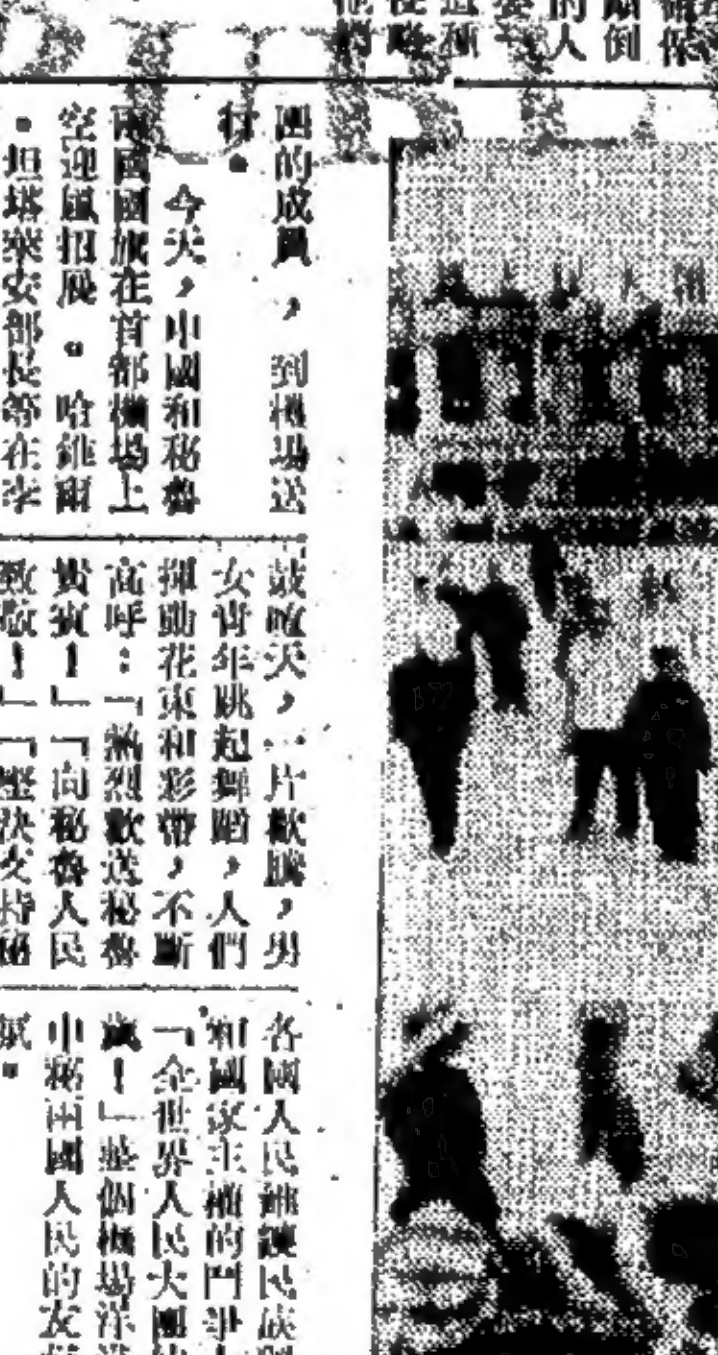 團的成員，到機場送
行。
今天，中國和秘魯
兩國國旗在首都機場上
空迎風招展。哈維爾
·坦塔萊安部長等在李
鼓喧天，一片歡騰，男
女青年跳起舞蹈，人們
揮動花束和彩帶，不斷
高呼：「熱烈歡送秘魯
貴賓！」「向秘魯人民
致敬！」「堅決支持秘
各國人民維護民族
和國家主權的鬥爭
「全世界人民大團結
歲！」整個機場洋
中秘兩國人民的友